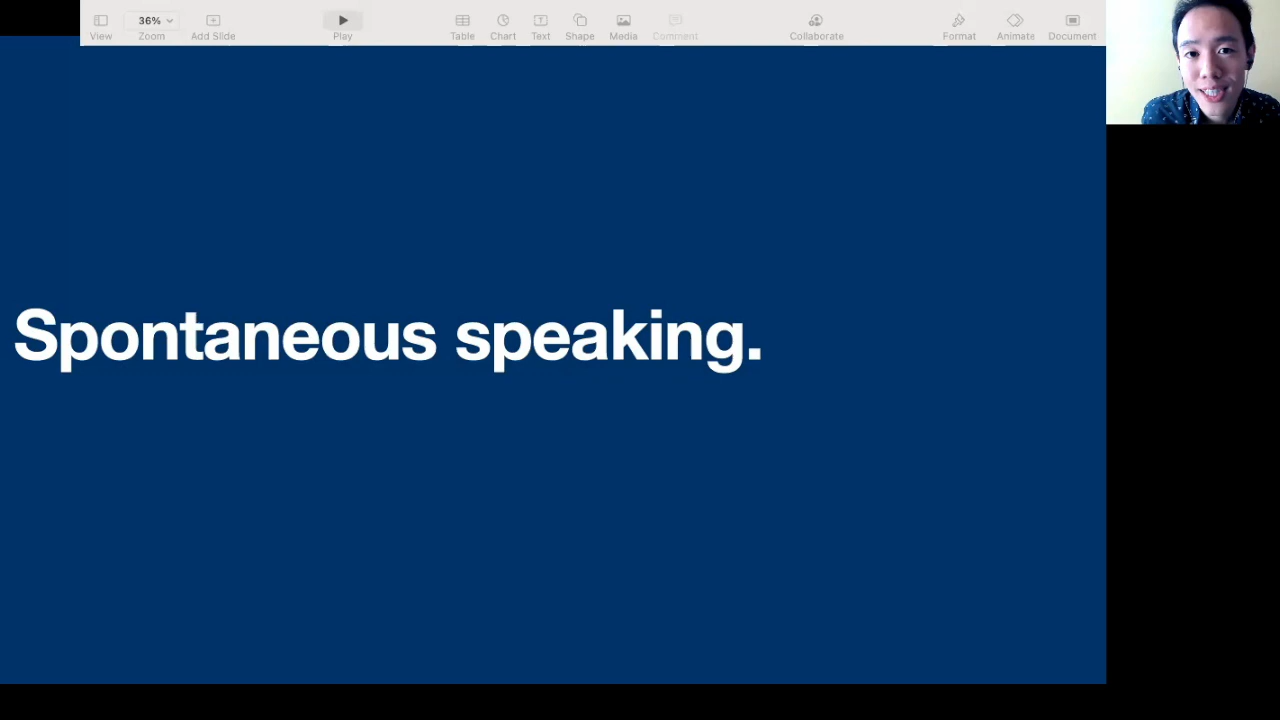 36%
View Zoom Add Slide Play Table Chart Text Shape Media Comment Collaborate Format Animate Document
Spontaneous speaking.